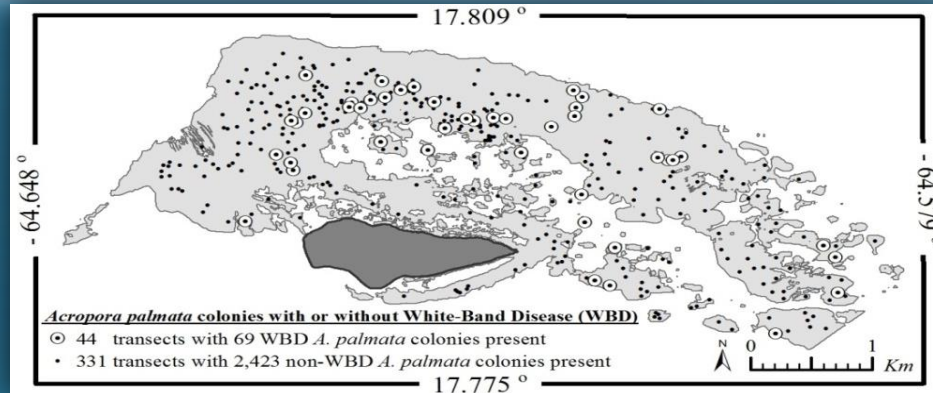 17.809 °
- 64.648 °
- 64.579 °
Acropora palmata colonies with or without White-Band Disease (WBD)
44 transects with 69 WBD A. palmata colonies present
331 transects with 2,423 non-WBD A. palmata colonies present
N
0 1
Km
17.775 °